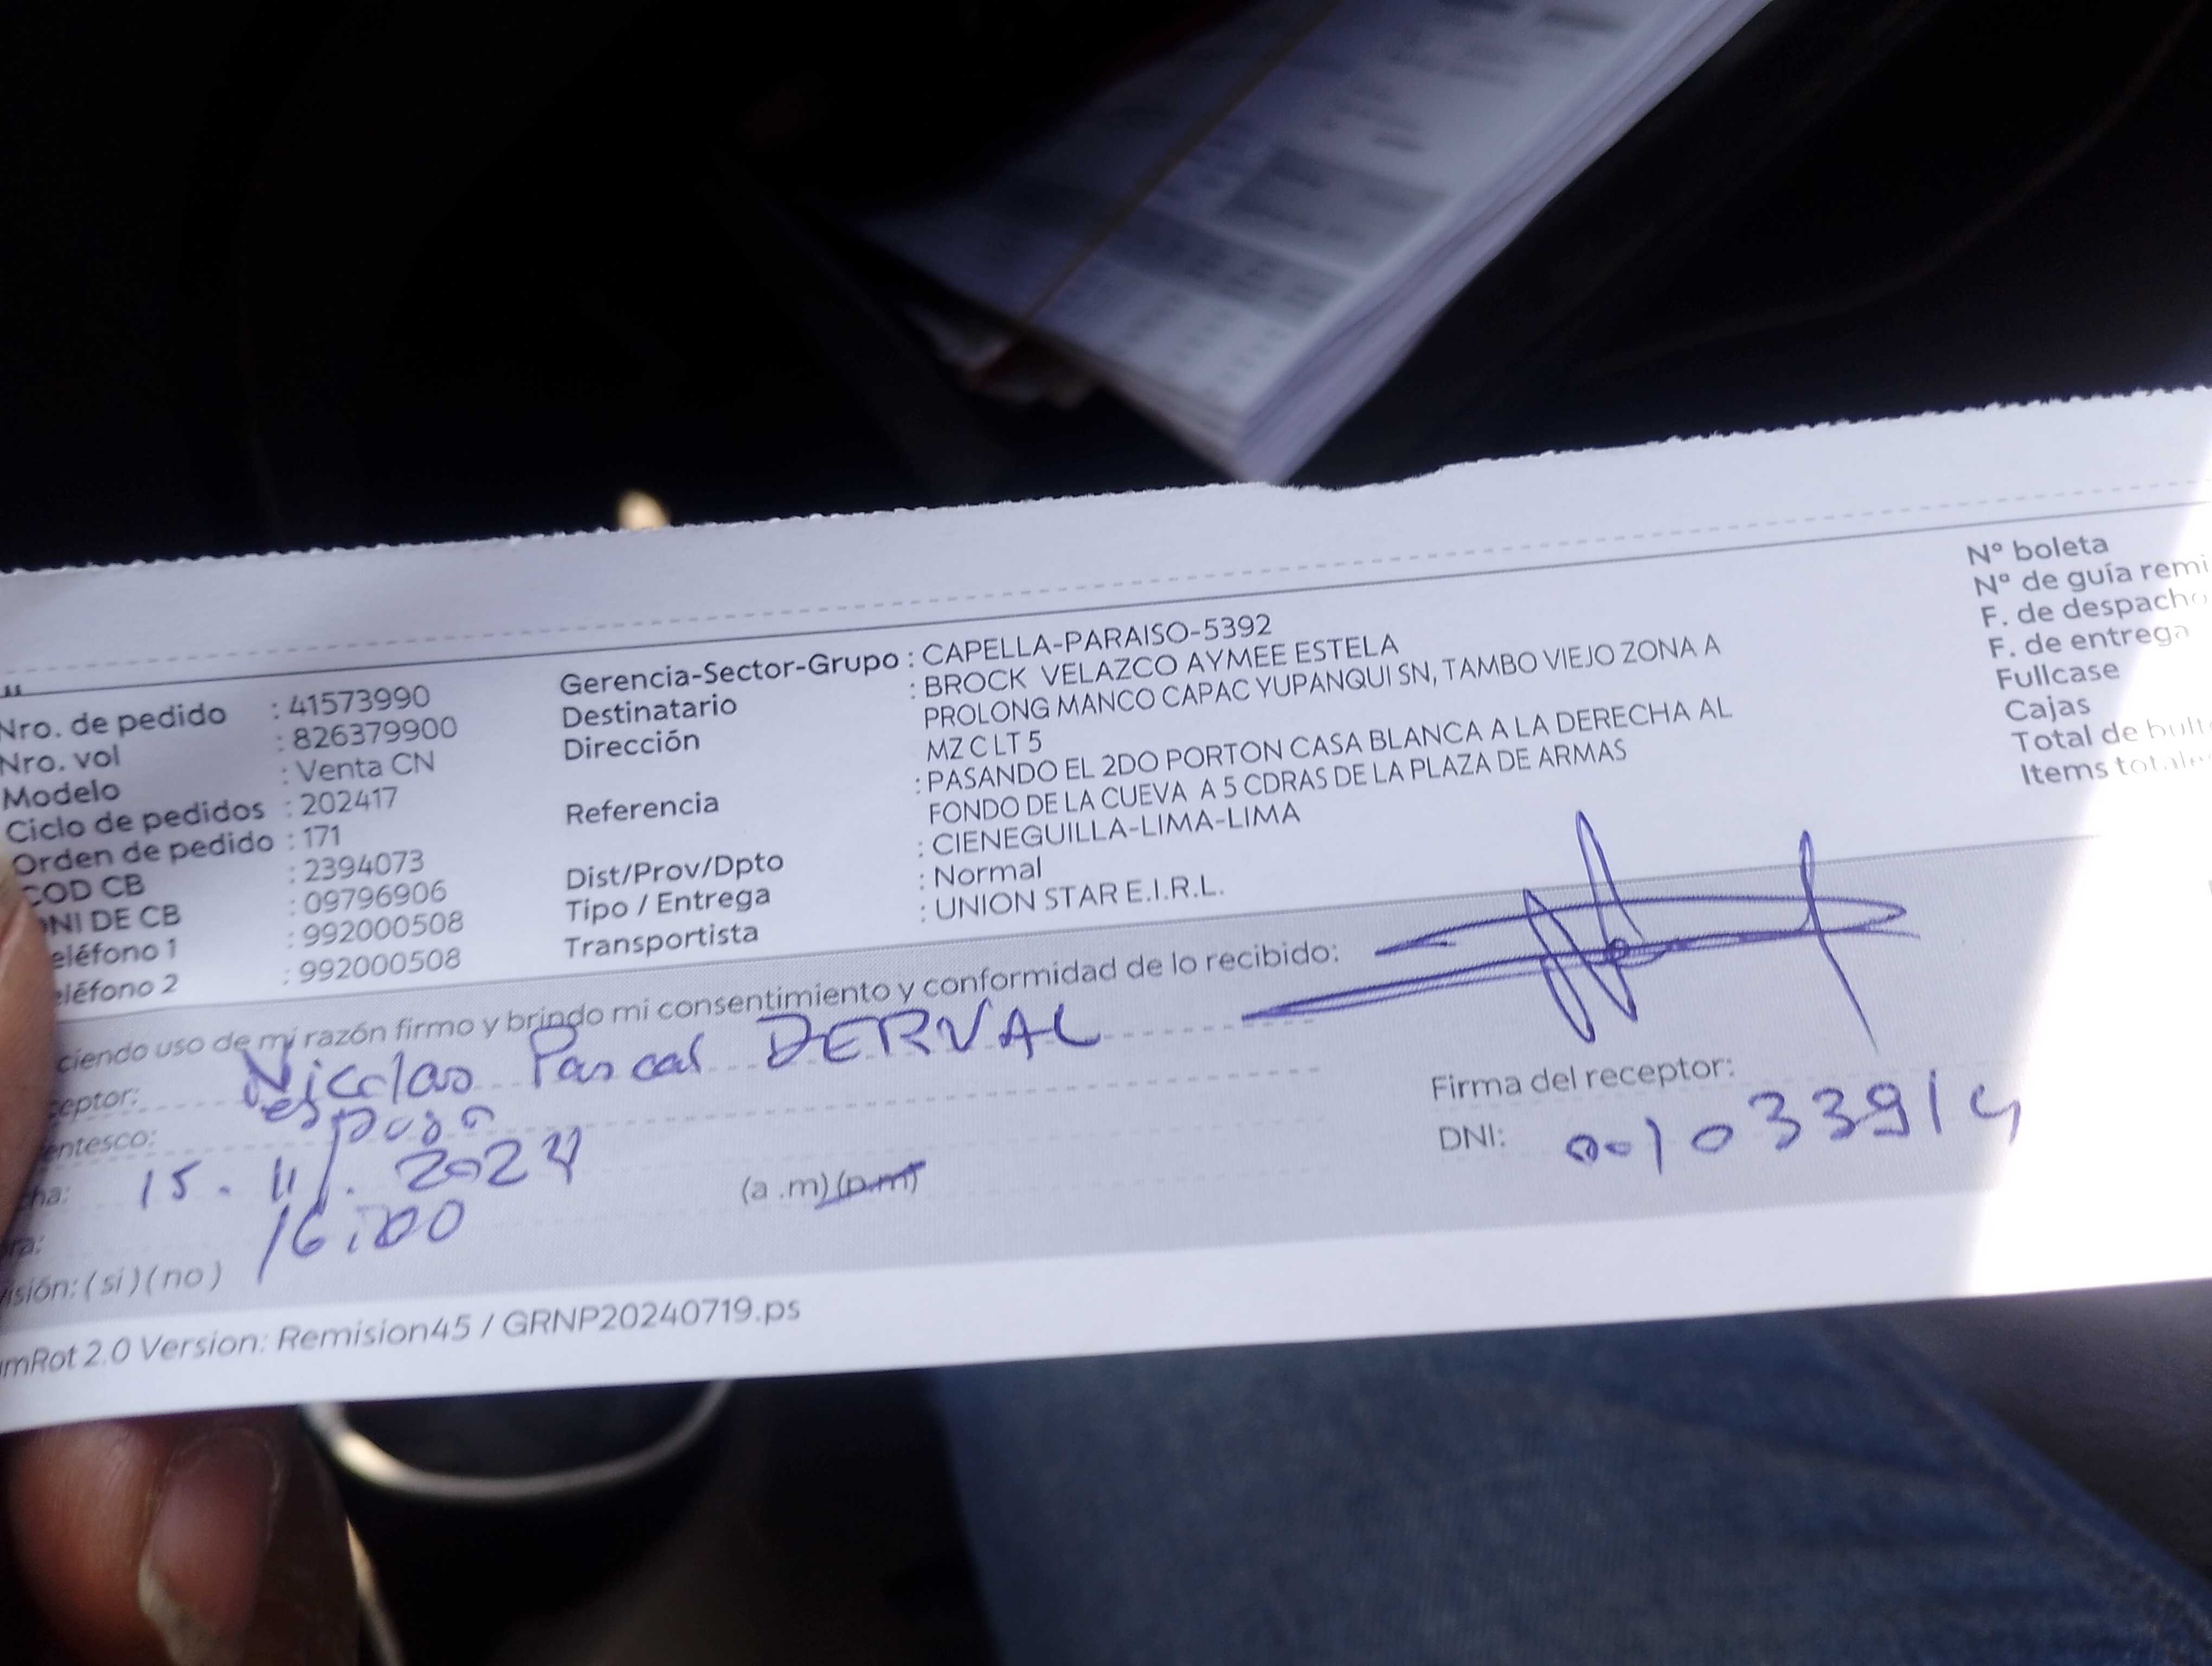 Nro. de pedido : 41573990
Nro. vol : 826379900
Modelo : Venta CN
Ciclo de pedidos : 202417
Orden de pedido : 171
COD CB : 2394073
NI DE CB : 09796906
eléfono 1 : 992000508
eléfono 2 : 992000508
Gerencia-Sector-Grupo : CAPELLA-PARAISO-5392
Destinatario : BROCK VELAZCO AYMEE ESTELA
Dirección PROLONG MANCO CAPAC YUPANQUI SN, TAMBO VIEJO ZONA A
MZ C LT 5
Referencia : PASANDO EL 2DO PORTON CASA BLANCA A LA DERECHA AL
FONDO DE LA CUEVA A 5 CDRAS DE LA PLAZA DE ARMAS
Dist/Prov/Dpto : CIENEGUILLA-LIMA-LIMA
Tipo / Entrega : Normal
Transportista : UNION STAR E.I.R.L.
Nº boleta
Nº de guía remi
F. de despacho
F. de entrega
Fullcase
Cajas
Total de bult
Items totale
ciendo uso de mi razón firmo y brindo mi consentimiento y conformidad de lo recibido:
eptor: Nicolas Pascal DERVAL
entesco: esposo
ha: 15. 11. 2024
ra: 16:00 (a .m) (p.m)
isión: ( si ) ( no )
Firma del receptor:
DNI: 001033914
mRot 2.0 Version: Remision45 / GRNP20240719.ps